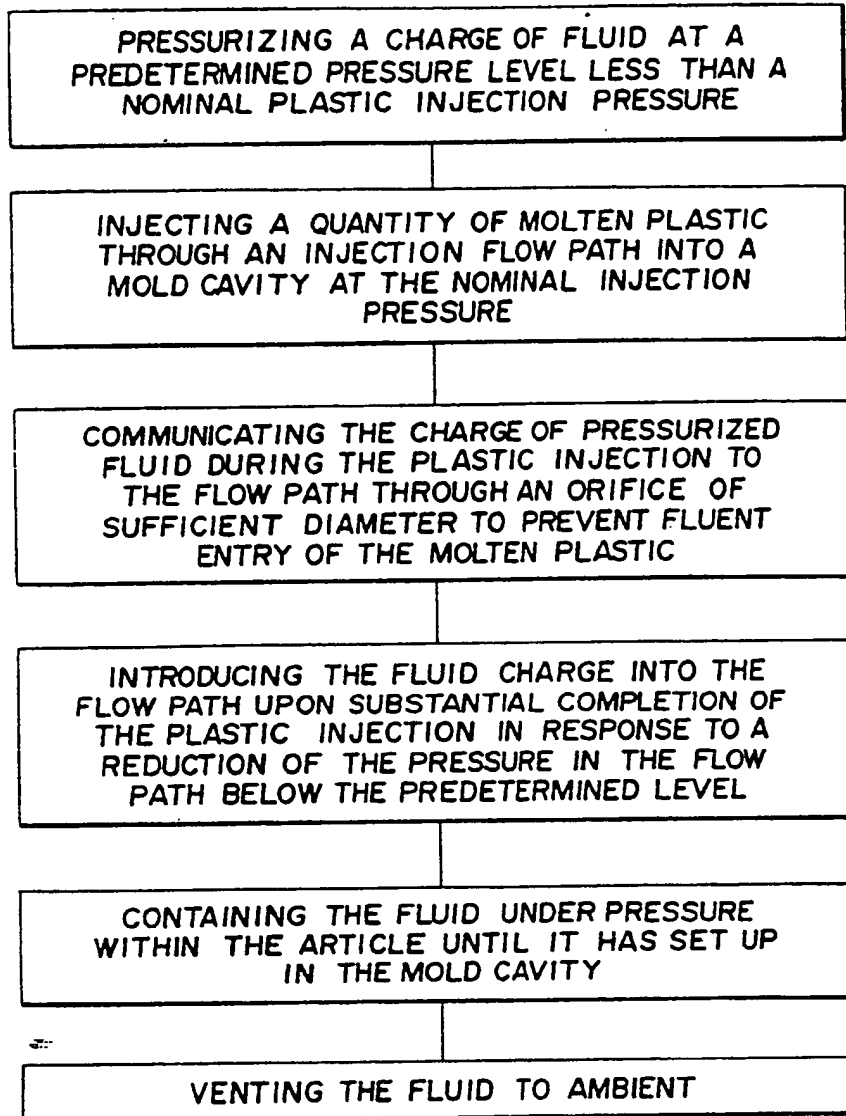 PRESSURIZING A CHARGE OF FLUID AT A
PREDETERMINED PRESSURE LEVEL LESS THAN A
NOMINAL PLASTIC INJECTION PRESSURE
INJECTING A QUANTITY OF MOLTEN PLASTIC
THROUGH AN INJECTION FLOW PATH INTO A
MOLD CAVITY AT THE NOMINAL INJECTION
PRESSURE
COMMUNICATING THE CHARGE OF PRESSURIZED
FLUID DURING THE PLASTIC INJECTION TO
THE FLOW PATH THROUGH AN ORIFICE OF
SUFFICIENT DIAMETER TO PREVENT FLUENT
ENTRY OF THE MOLTEN PLASTIC
INTRODUCING THE FLUID CHARGE INTO THE
FLOW PATH UPON SUBSTANTIAL COMPLETION OF
THE PLASTIC INJECTION IN RESPONSE TO A
REDUCTION OF THE PRESSURE IN THE FLOW
PATH BELOW THE PREDETERMINED LEVEL
CONTAINING THE FLUID UNDER PRESSURE
WITHIN THE ARTICLE UNTIL IT HAS SET UP
IN THE MOLD CAVITY
VENTING THE FLUID TO AMBIENT